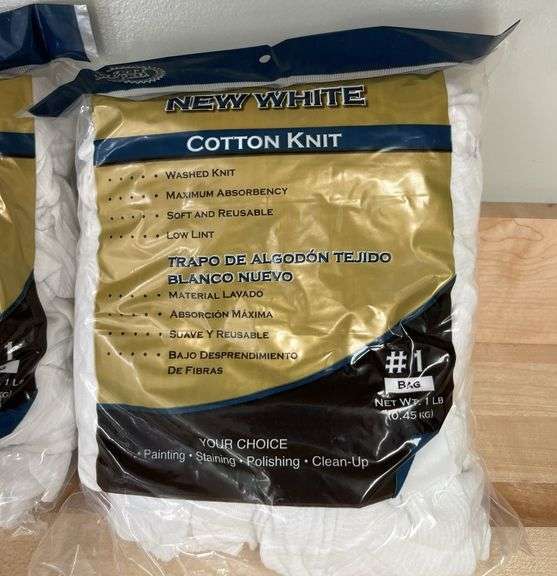 NEW WHITE
COTTON KNIT
WASHED KNIT
MAXIMUM ABSORBENCY
SOFT AND REUSABLE
LOW LINT
TRAPO DE ALGODÓN TEJIDO
BLANCO NUEVO
MATERIAL LAVADO
ABSORCIÓN MÁXIMA
SUAVE Y REUSABLE
BAJO DESPRENDIMIENTO
DE FIBRAS
#1
BAG
NET WT. 1 LB
(0.45 KG)
YOUR CHOICE
• Painting • Staining • Polishing • Clean-Up